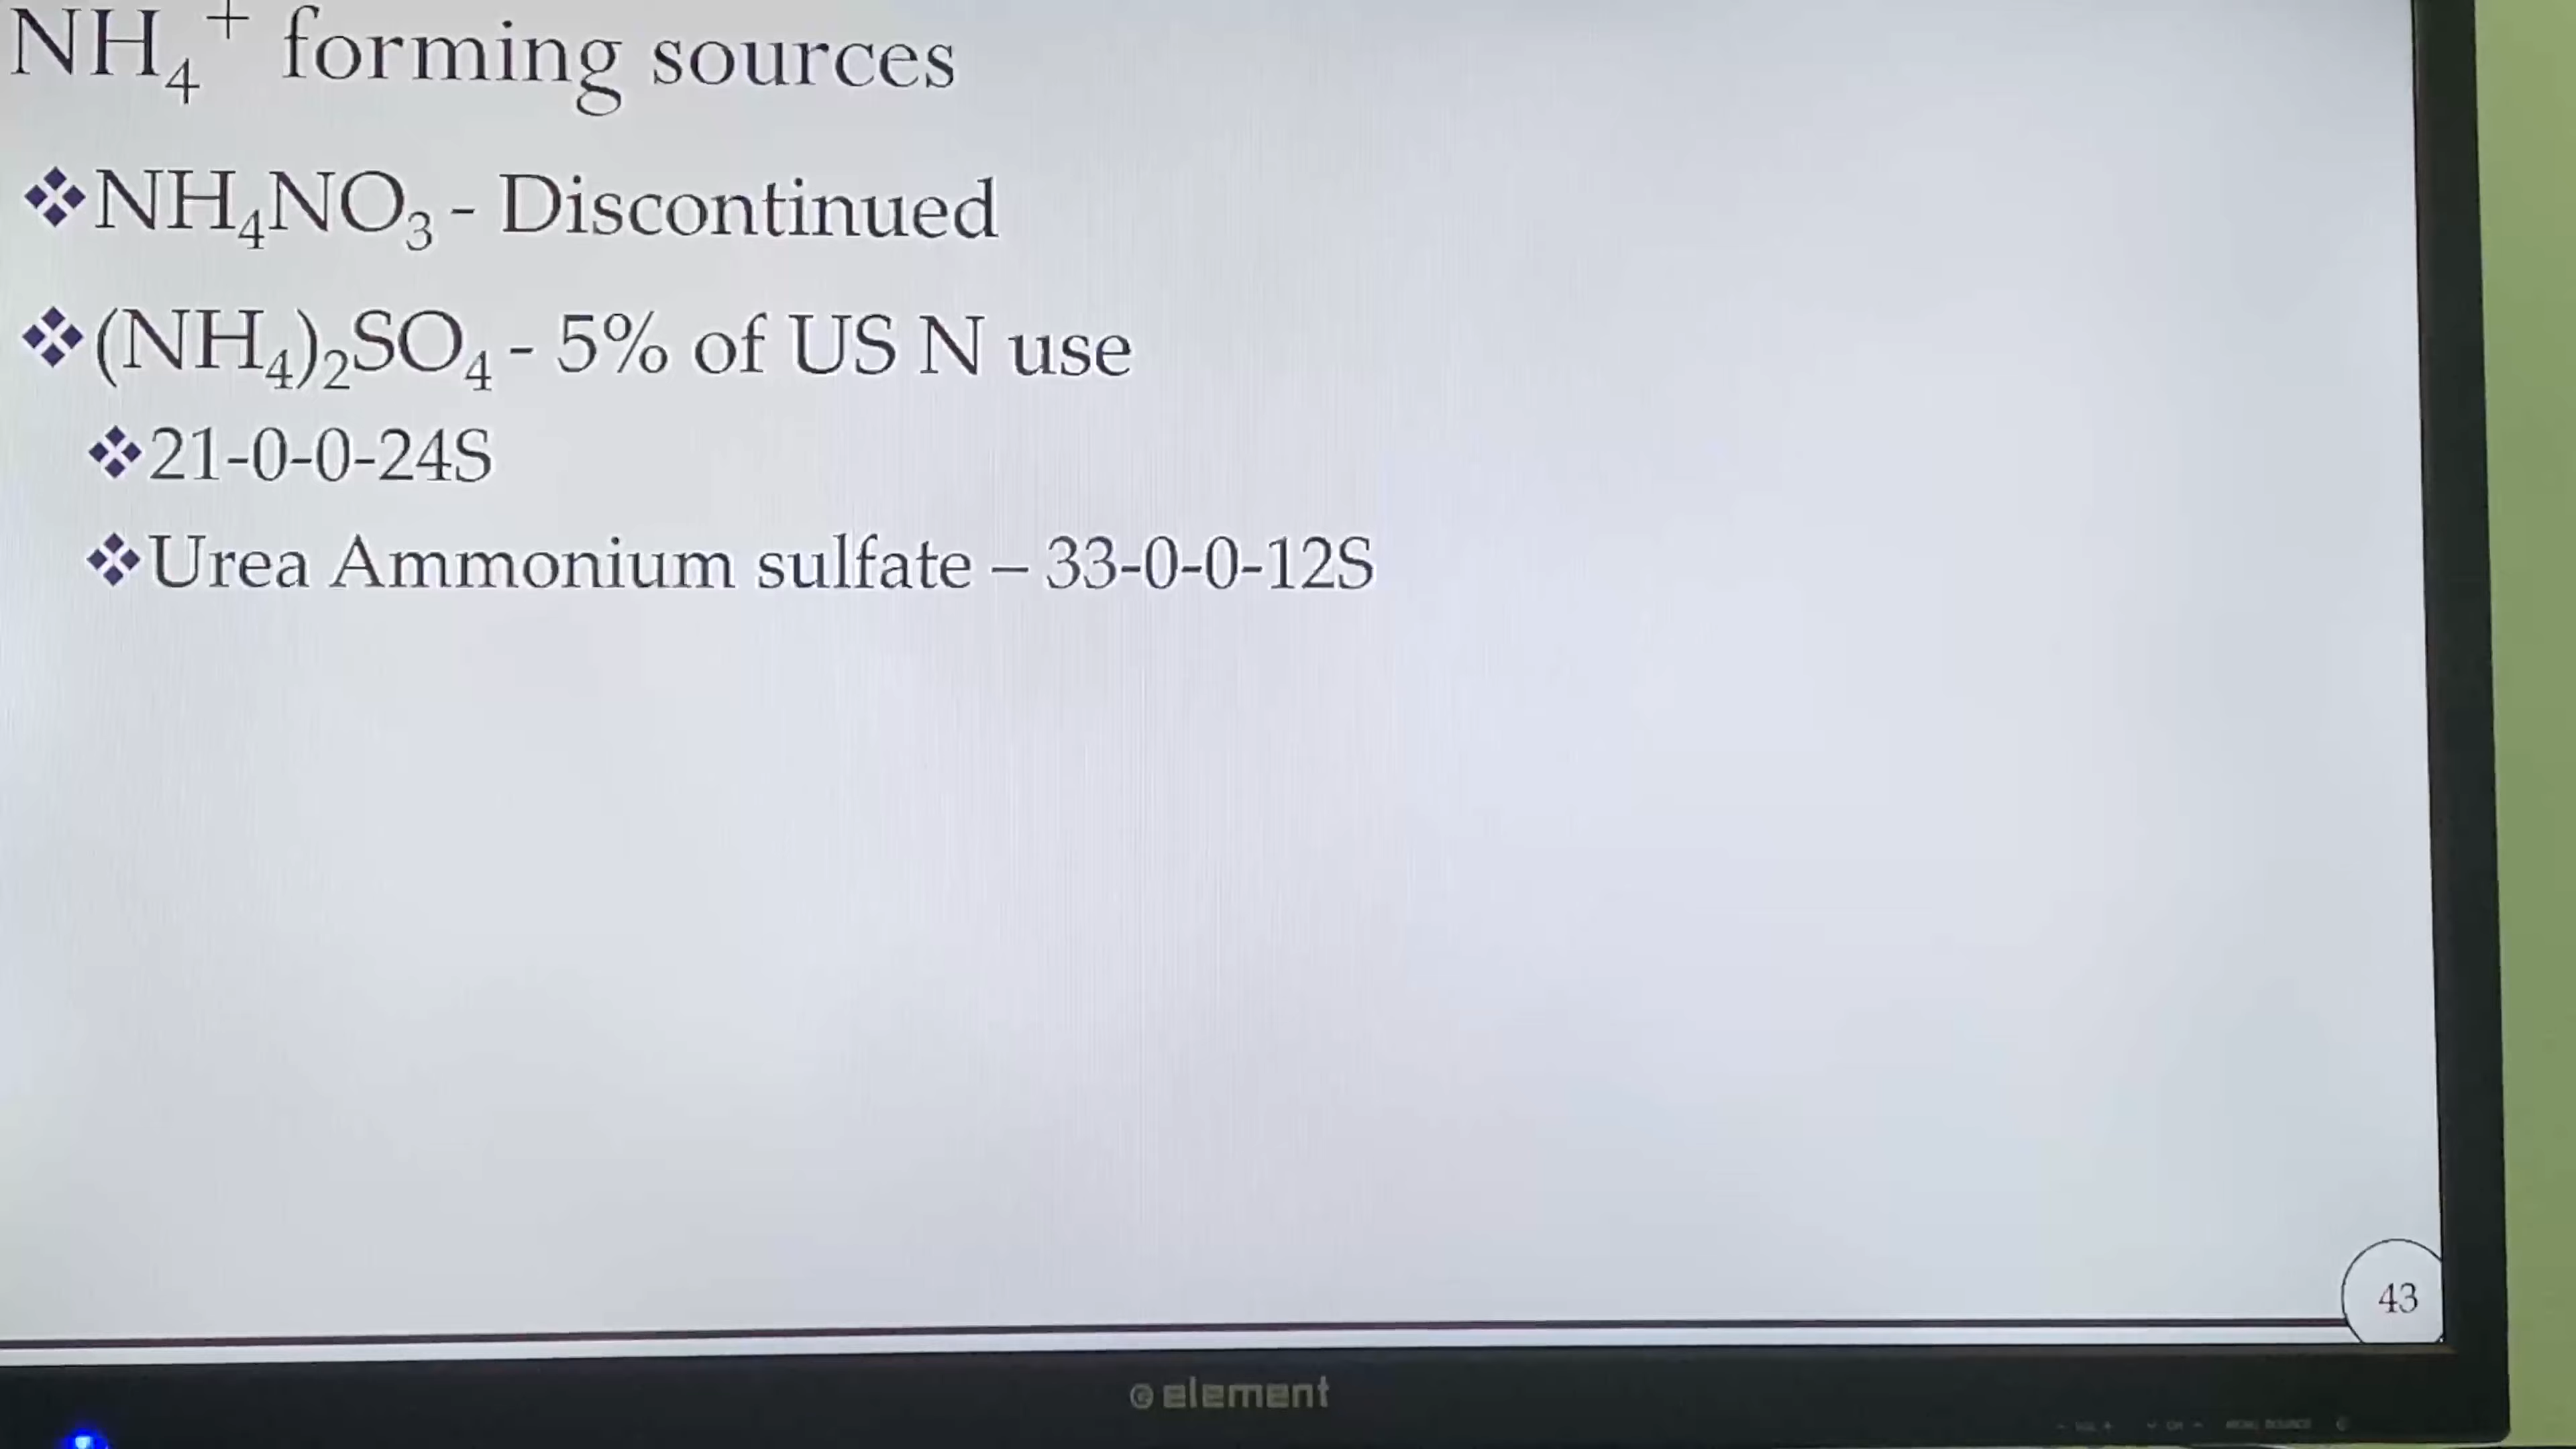 NH₄⁺ forming sources
❖NH₄NO₃ - Discontinued
❖(NH₄)₂SO₄ - 5% of US N use
❖21-0-0-24S
❖Urea Ammonium sulfate – 33-0-0-12S
43
element